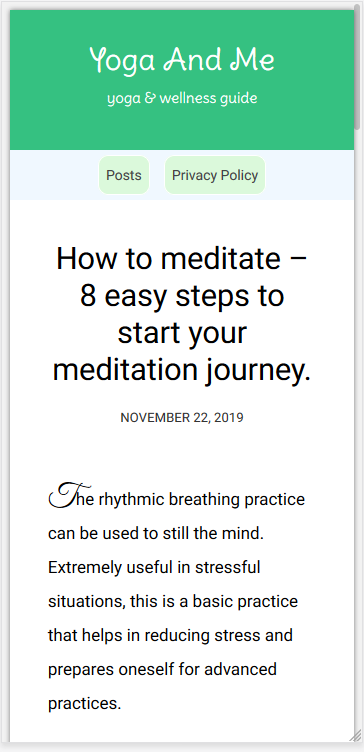 Yoga And Me
yoga & wellness guide
Posts Privacy Policy
How to meditate –
8 easy steps to
start your
meditation journey.
NOVEMBER 22, 2019
The rhythmic breathing practice
can be used to still the mind.
Extremely useful in stressful
situations, this is a basic practice
that helps in reducing stress and
prepares oneself for advanced
practices.